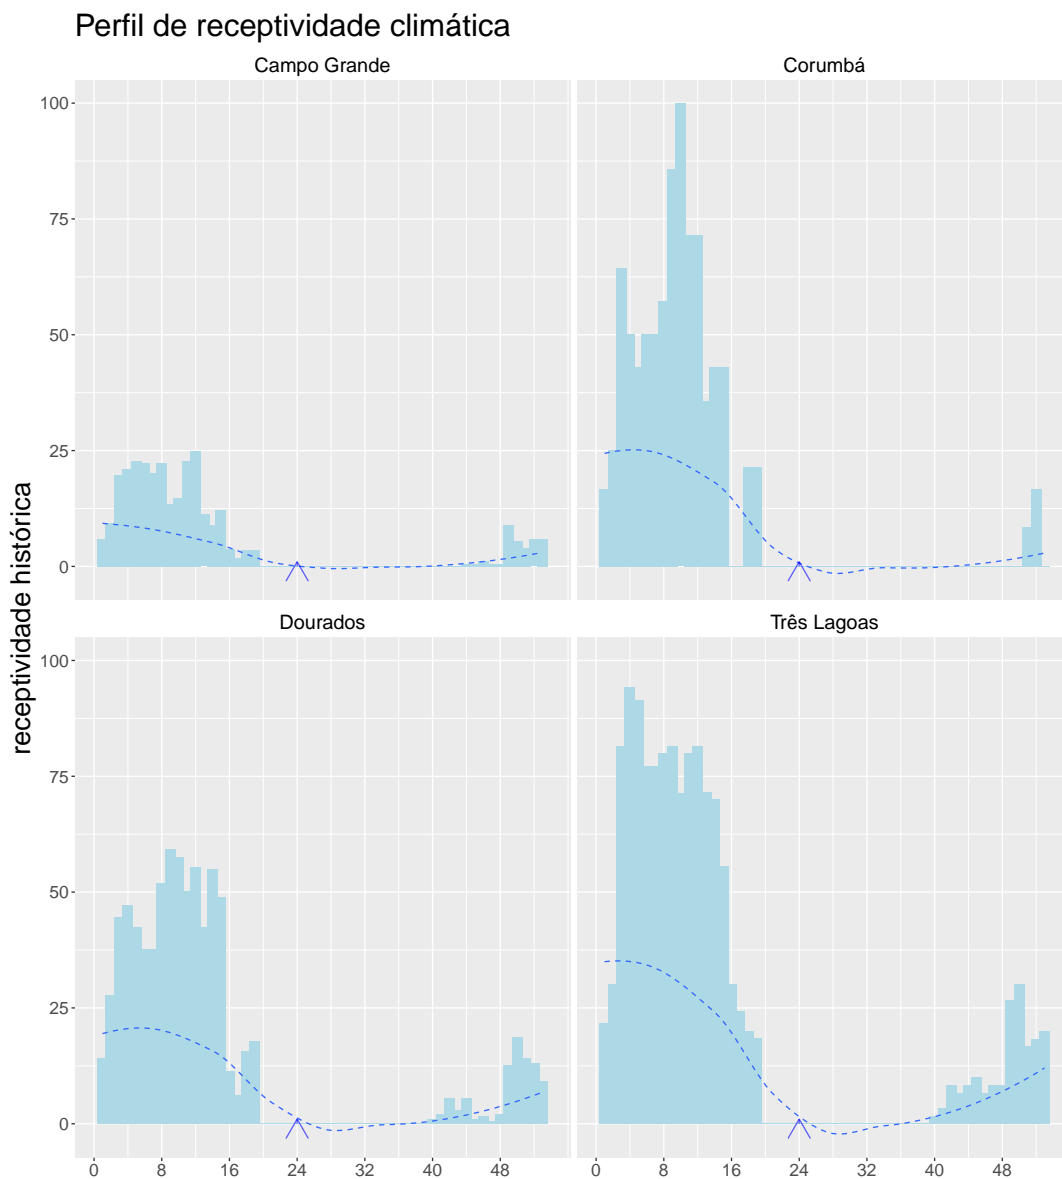 Perfil de receptividade climática
Campo Grande
Corumbá
100
75
50
25
0
Dourados
Três Lagoas
100
75
50
25
0
receptividade histórica
0 8 16 24 32 40 48
0 8 16 24 32 40 48